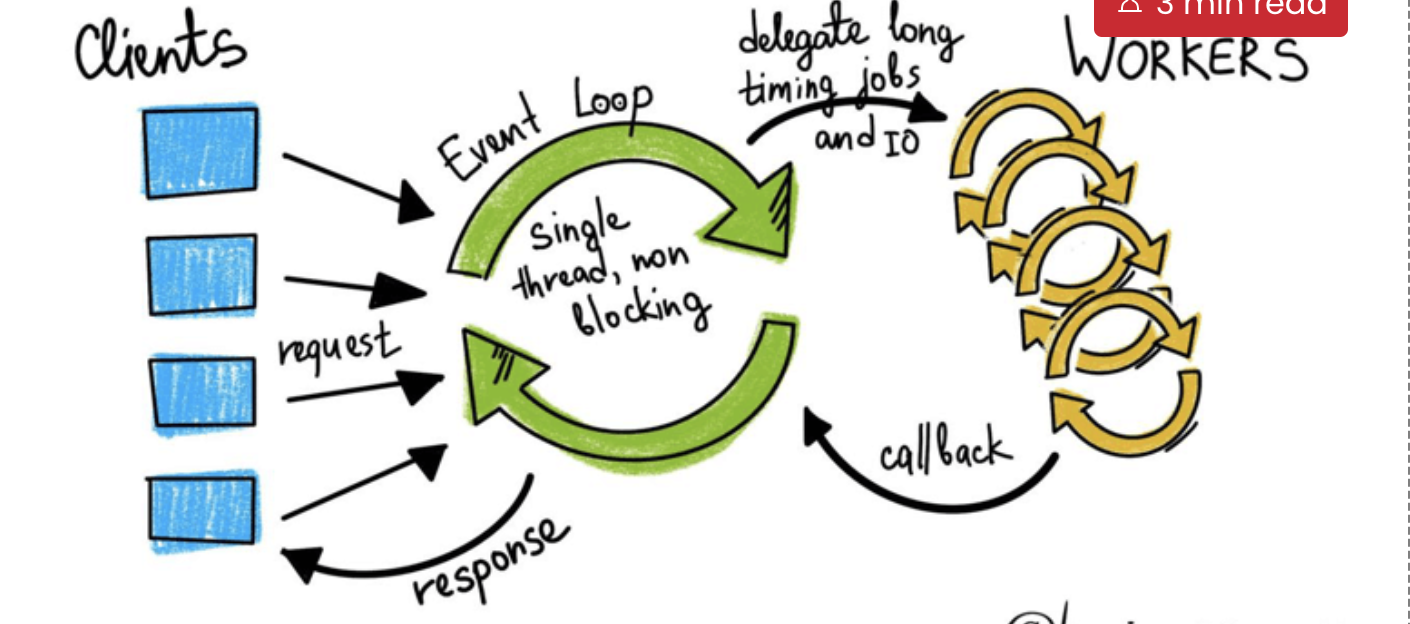 3 min read
Clients
Event Loop
delegate long
timing jobs
and IO
WORKERS
Single
thread, non
blocking
request
callback
response